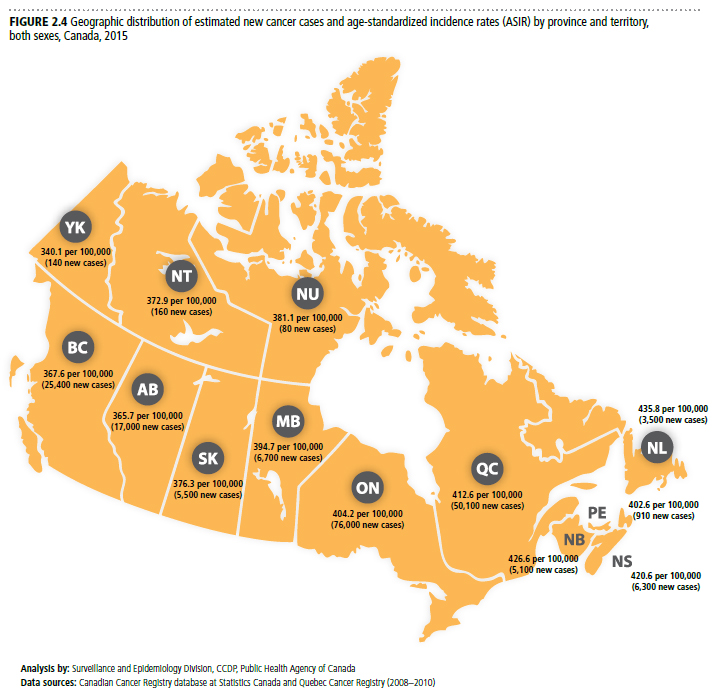 FIGURE 2.4 Geographic distribution of estimated new cancer cases and age-standardized incidence rates (ASIR) by province and territory,
both sexes, Canada, 2015
YK
340.1 per 100,000
(140 new cases)
NT
372.9 per 100,000
(160 new cases)
NU
381.1 per 100,000
(80 new cases)
BC
367.6 per 100,000
(25,400 new cases)
AB
365.7 per 100,000
(17,000 new cases)
SK
376.3 per 100,000
(5,500 new cases)
MB
394.7 per 100,000
(6,700 new cases)
ON
404.2 per 100,000
(76,000 new cases)
QC
412.6 per 100,000
(50,100 new cases)
435.8 per 100,000
(3,500 new cases)
NL
PE
402.6 per 100,000
(910 new cases)
NB
426.6 per 100,000
(5,100 new cases)
NS
420.6 per 100,000
(6,300 new cases)
Analysis by: Surveillance and Epidemiology Division, CCDP, Public Health Agency of Canada
Data sources: Canadian Cancer Registry database at Statistics Canada and Quebec Cancer Registry (2008–2010)